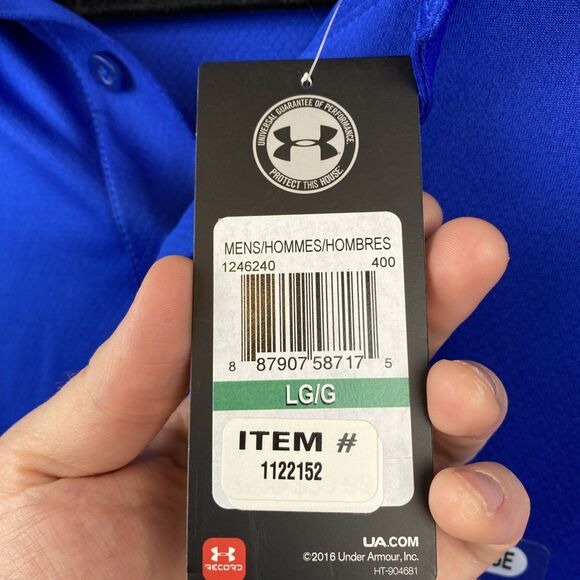 UNIVERSAL GUARANTEE OF PERFORMANCE
PROTECT THIS HOUSE
MENS/HOMMES/HOMBRES
1246240 400
8 87907 58717 5
LG/G
ITEM #
1122152
UA.COM
©2016 Under Armour, Inc.
HT-904681
RECORD